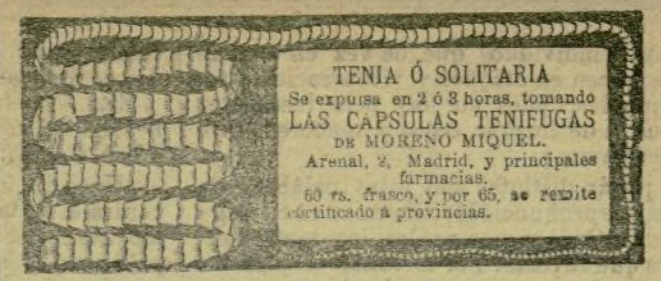 TENIA Ó SOLITARIA
Se expulsa en 2 ó 3 horas, tomando
LAS CAPSULAS TENIFUGAS
DE MORENO MIQUEL.
Arenal, 2, Madrid, y principales
farmacias.
60 rs. frasco, y por 65, se remite
certificado á provincias.